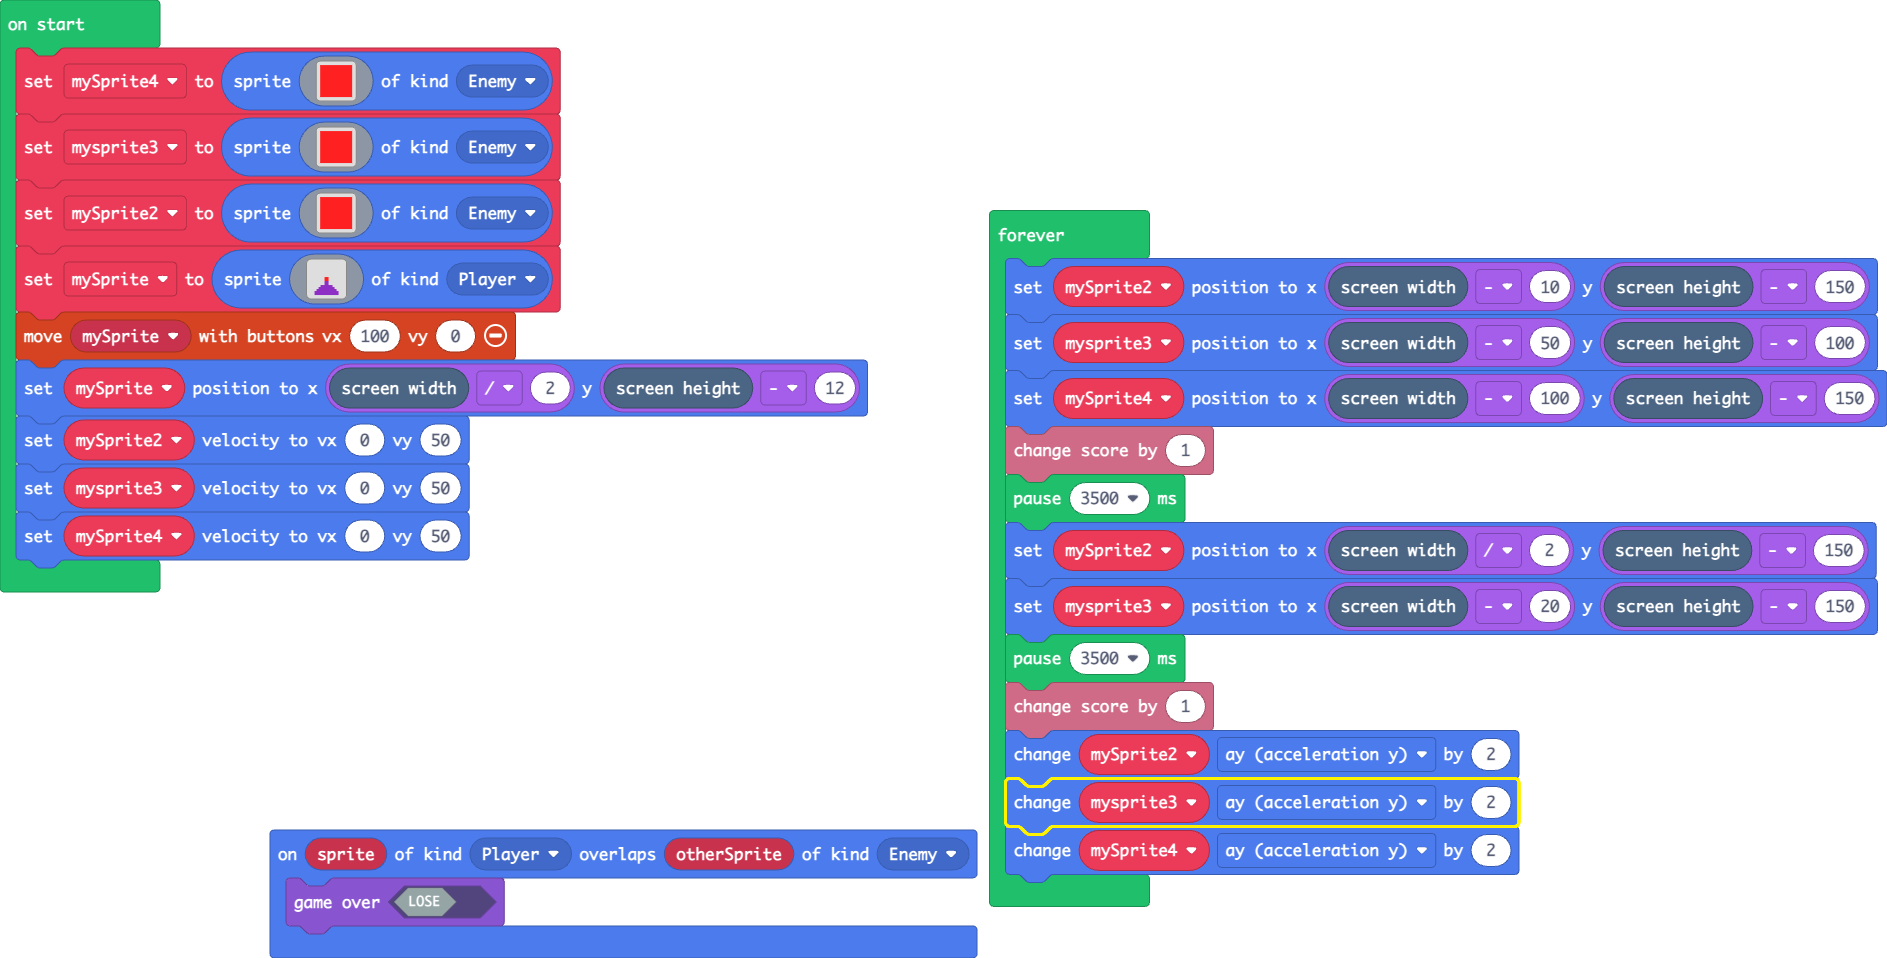 on start
set mySprite4 to sprite of kind Enemy
set mysprite3 to sprite of kind Enemy
set mySprite2 to sprite of kind Enemy
set mySprite to sprite of kind Player
move mySprite with buttons vx 100 vy 0
set mySprite position to x screen width / 2 y screen height - 12
set mySprite2 velocity to vx 0 vy 50
set mysprite3 velocity to vx 0 vy 50
set mySprite4 velocity to vx 0 vy 50
forever
set mySprite2 position to x screen width - 10 y screen height - 150
set mysprite3 position to x screen width - 50 y screen height - 100
set mySprite4 position to x screen width - 100 y screen height - 150
change score by 1
pause 3500 ms
set mySprite2 position to x screen width / 2 y screen height - 150
set mysprite3 position to x screen width - 20 y screen height - 150
pause 3500 ms
change score by 1
change mySprite2 ay (acceleration y) by 2
change mysprite3 ay (acceleration y) by 2
change mySprite4 ay (acceleration y) by 2
on sprite of kind Player overlaps otherSprite of kind Enemy
game over LOSE